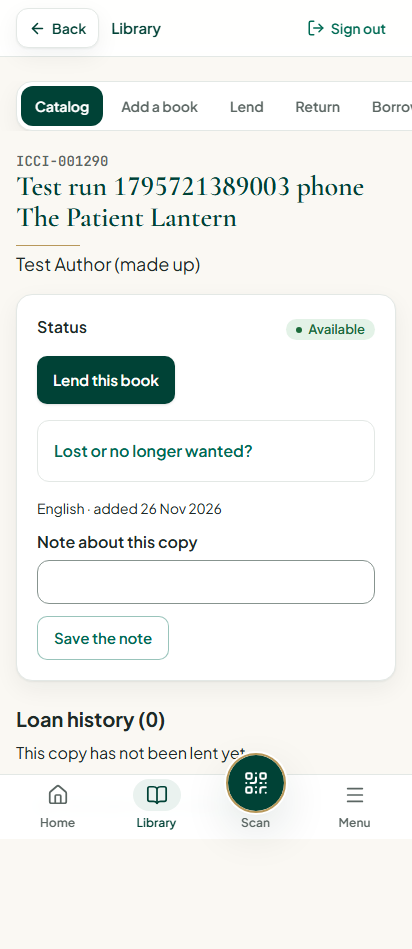 Back
Library
Sign out
Catalog
Add a book
Lend
Return
ICCI-001290
Test run 1795721389003 phone
The Patient Lantern
Test Author (made up)
Status
Available
Lend this book
Lost or no longer wanted?
English · added 26 Nov 2026
Note about this copy
Save the note
Loan history (0)
This copy has not been lent yet
Home
Library
Scan
Menu